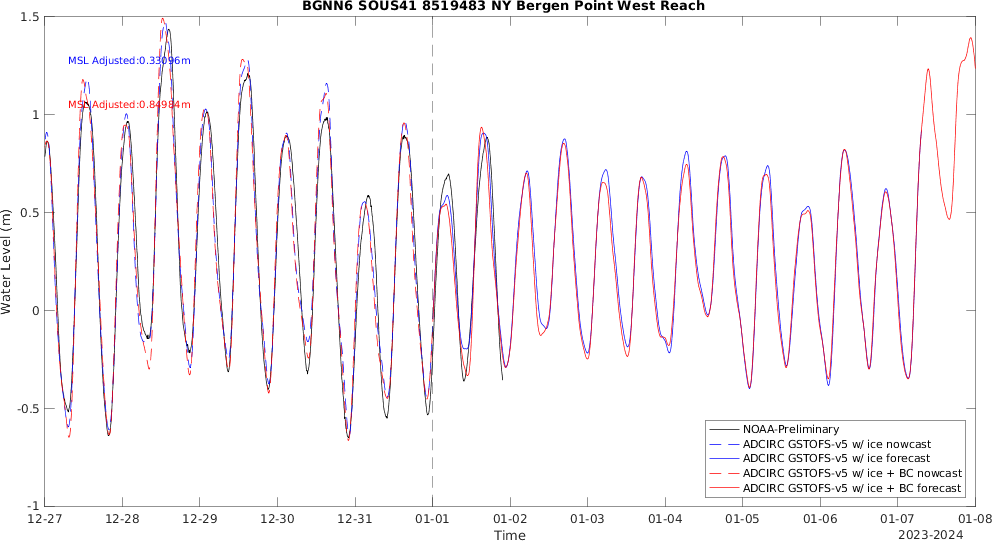 BGNN6 SOUS41 8519483 NY Bergen Point West Reach
1.5
1
0.5
0
-0.5
-1
Water Level (m)
MSL Adjusted:0.33096m
MSL Adjusted:0.84984m
NOAA-Preliminary
ADCIRC GSTOFS-v5 w/ ice nowcast
ADCIRC GSTOFS-v5 w/ ice forecast
ADCIRC GSTOFS-v5 w/ ice + BC nowcast
ADCIRC GSTOFS-v5 w/ ice + BC forecast
12-27 12-28 12-29 12-30 12-31 01-01 01-02 01-03 01-04 01-05 01-06 01-07 01-08
Time
2023-2024